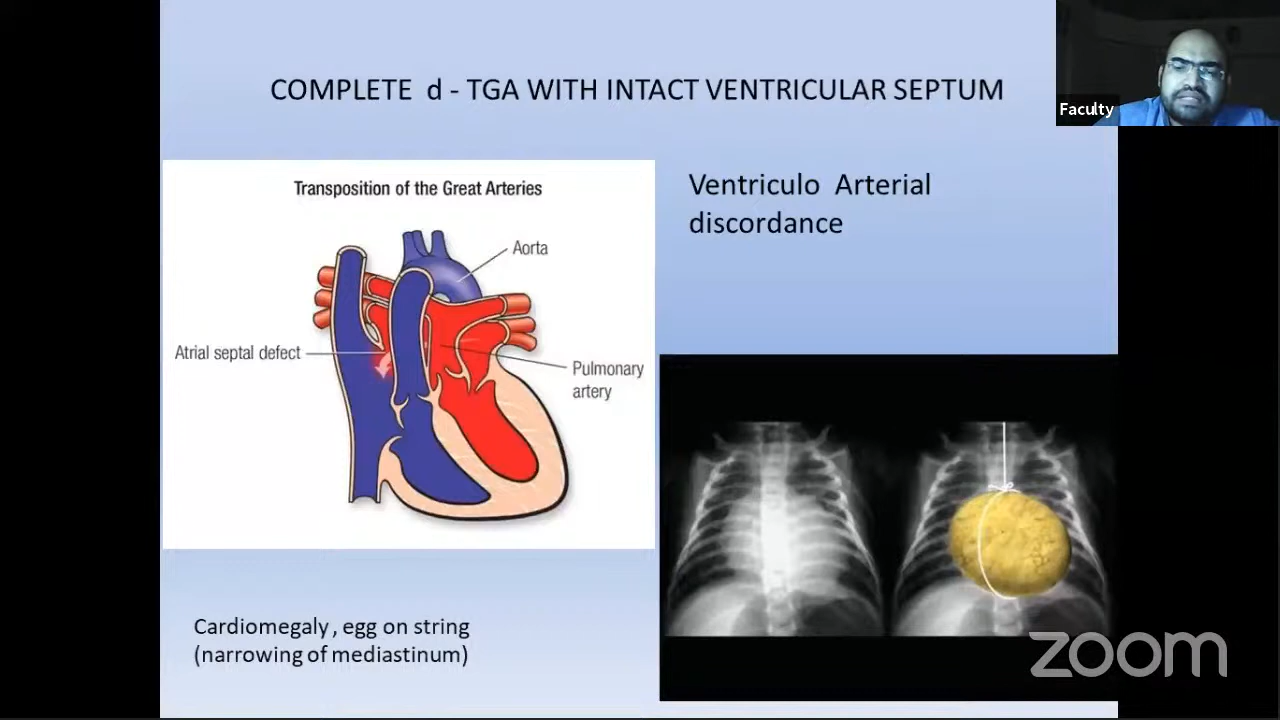 COMPLETE d - TGA WITH INTACT VENTRICULAR SEPTUM
Faculty
Transposition of the Great Arteries
Aorta
Atrial septal defect
Pulmonary
artery
Ventriculo Arterial
discordance
Cardiomegaly , egg on string
(narrowing of mediastinum)
zoom